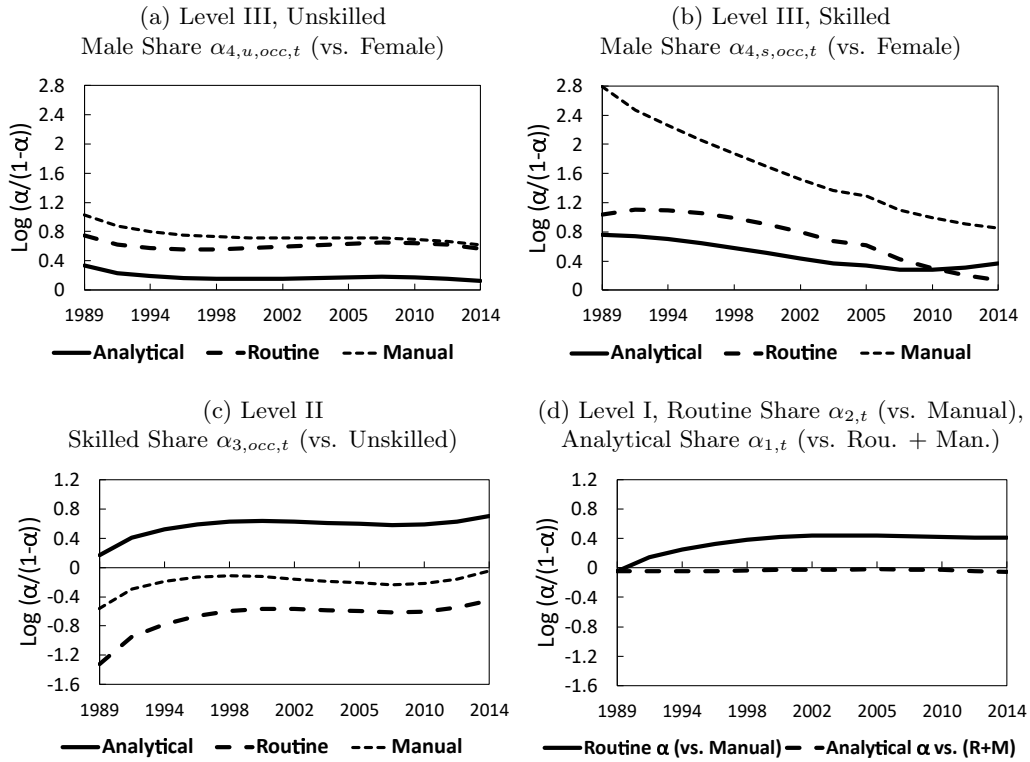 (a) Level III, Unskilled
Male Share α4,u,occ,t (vs. Female)
Log (α/(1-α))
2.8
2.4
2
1.6
1.2
0.8
0.4
0
1989 1994 1998 2002 2005 2010 2014
Analytical Routine Manual
(b) Level III, Skilled
Male Share α4,s,occ,t (vs. Female)
Log (α/(1-α))
2.8
2.4
2
1.6
1.2
0.8
0.4
0
1989 1994 1998 2002 2005 2010 2014
Analytical Routine Manual
(c) Level II
Skilled Share α3,occ,t (vs. Unskilled)
Log (α/(1-α))
1.2
0.8
0.4
0
-0.4
-0.8
-1.2
-1.6
1989 1994 1998 2002 2005 2010 2014
Analytical Routine Manual
(d) Level I, Routine Share α2,t (vs. Manual),
Analytical Share α1,t (vs. Rou. + Man.)
Log (α/(1-α))
1.2
0.8
0.4
0
-0.4
-0.8
-1.2
-1.6
1989 1994 1998 2002 2005 2010 2014
Routine α (vs. Manual) Analytical α vs. (R+M)